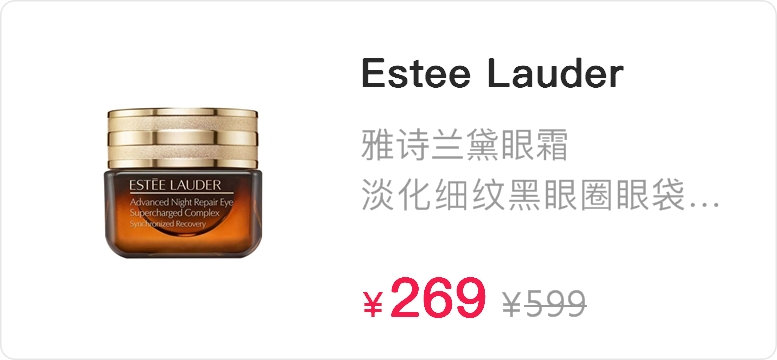 Estee Lauder
雅诗兰黛眼霜
淡化细纹黑眼圈眼袋...
¥269 ¥599
ESTĒE LAUDER
Advanced Night Repair Eye
Supercharged Complex
Synchronized Recovery